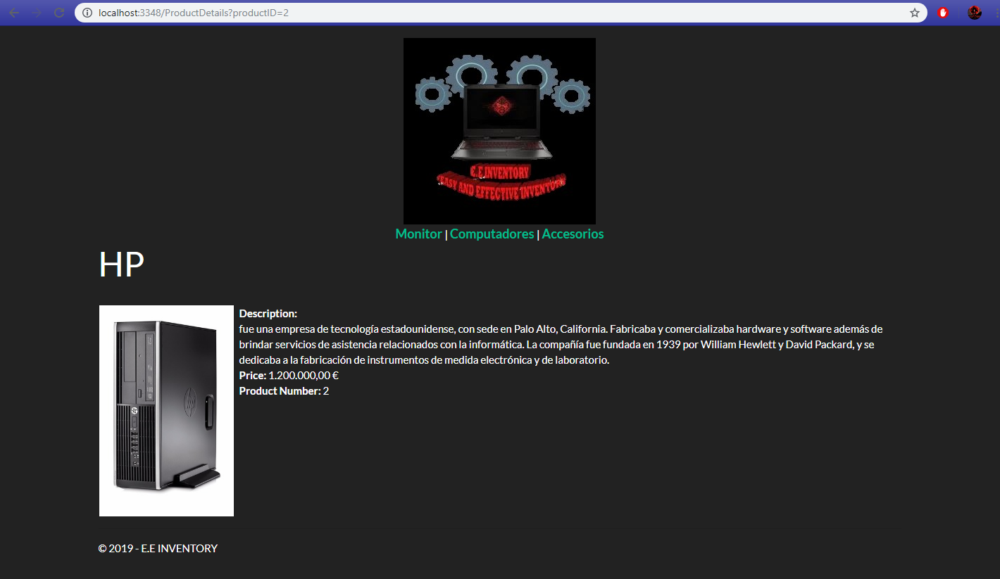 localhost:3348/ProductDetails?productID=2
E.E INVENTORY
EASY AND EFFECTIVE INVENTORY
Monitor | Computadores | Accesorios
HP
Description:
fue una empresa de tecnología estadounidense, con sede en Palo Alto, California. Fabricaba y comercializaba hardware y software además de
brindar servicios de asistencia relacionados con la informática. La compañía fue fundada en 1939 por William Hewlett y David Packard, y se
dedicaba a la fabricación de instrumentos de medida electrónica y de laboratorio.
Price: 1.200.000,00 €
Product Number: 2
hp
© 2019 - E.E INVENTORY